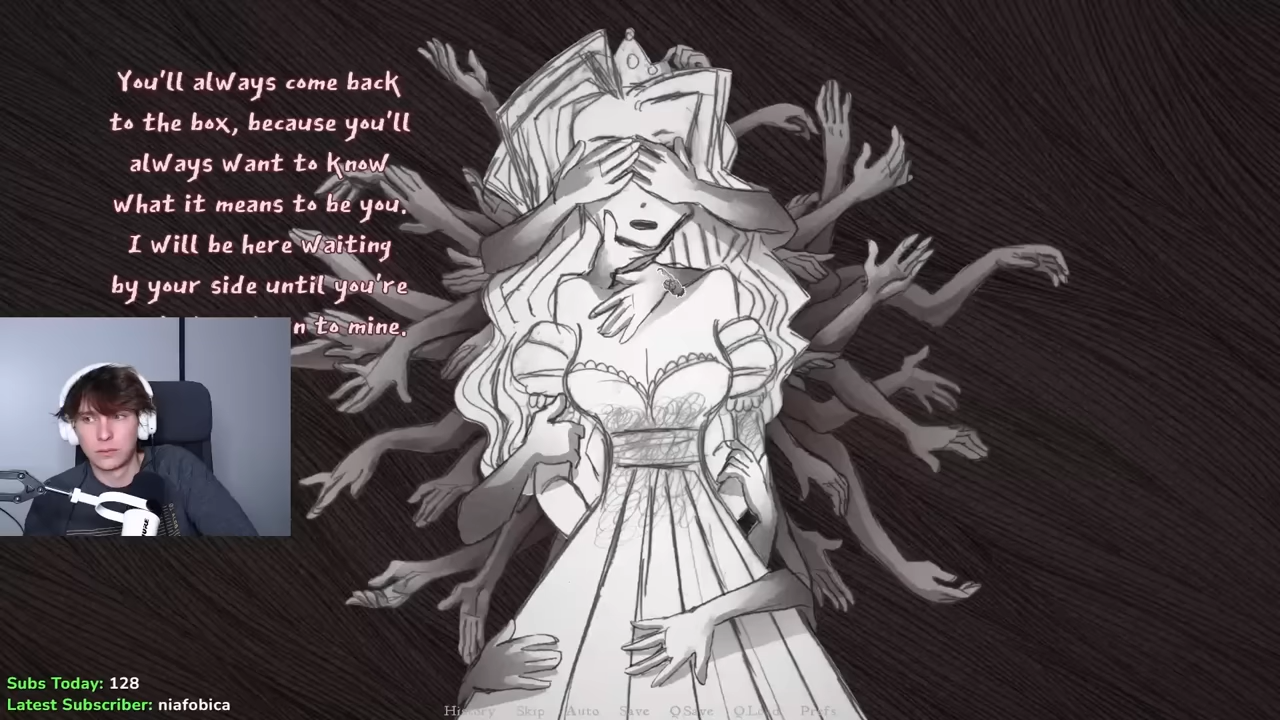 You'll always come back
to the box, because you'll
always want to know
what it means to be you.
I will be here waiting
by your side until you're
to mine.
Subs Today: 128
Latest Subscriber: niafobica
History Skip Auto Save Q.Save Q.Load Prefs